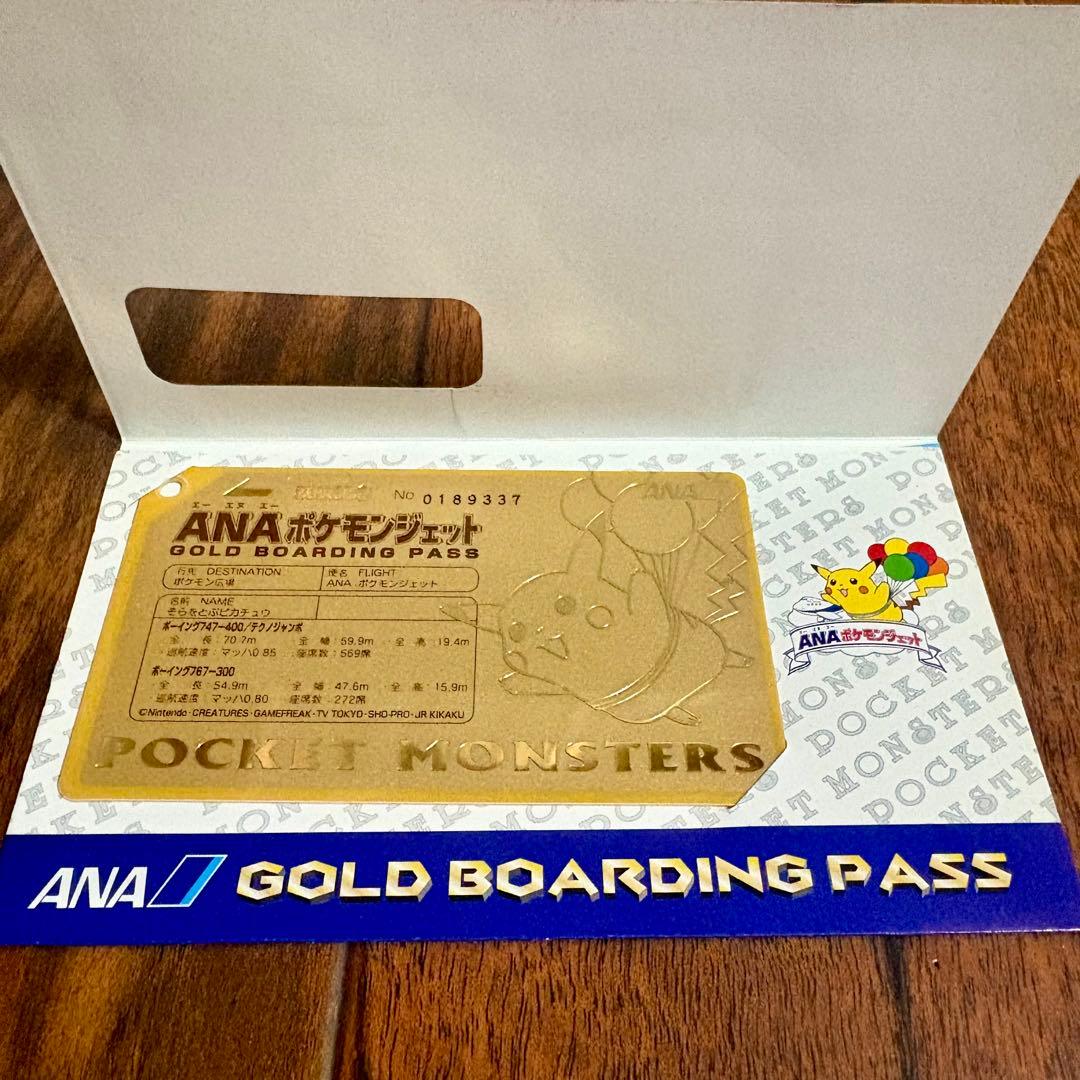 No 0189337
ANA
エー エヌ エー
ANAポケモンジェット
GOLD BOARDING PASS
行先 DESTINATION
ポケモン広場
便名 FLIGHT
ANA ポケモンジェット
名前 NAME
そらをとぶピカチュウ
ボーイング747-400/テクノジャンボ
・全 長：70.7m ・全 幅：59.9m ・全 高：19.4m
・巡航速度：マッハ0.85 ・座席数：569席
ボーイング767-300
・全 長：54.9m ・全 幅：47.6m ・全 高：15.9m
・巡航速度：マッハ0.80 ・座席数：272席
©Nintendo・CREATURES・GAMEFREAK・TV TOKYO・SHO-PRO・JR KIKAKU
POCKET MONSTERS
エー エヌ エー
ANAポケモンジェット
POCKET MONSTERS
ANA GOLD BOARDING PASS